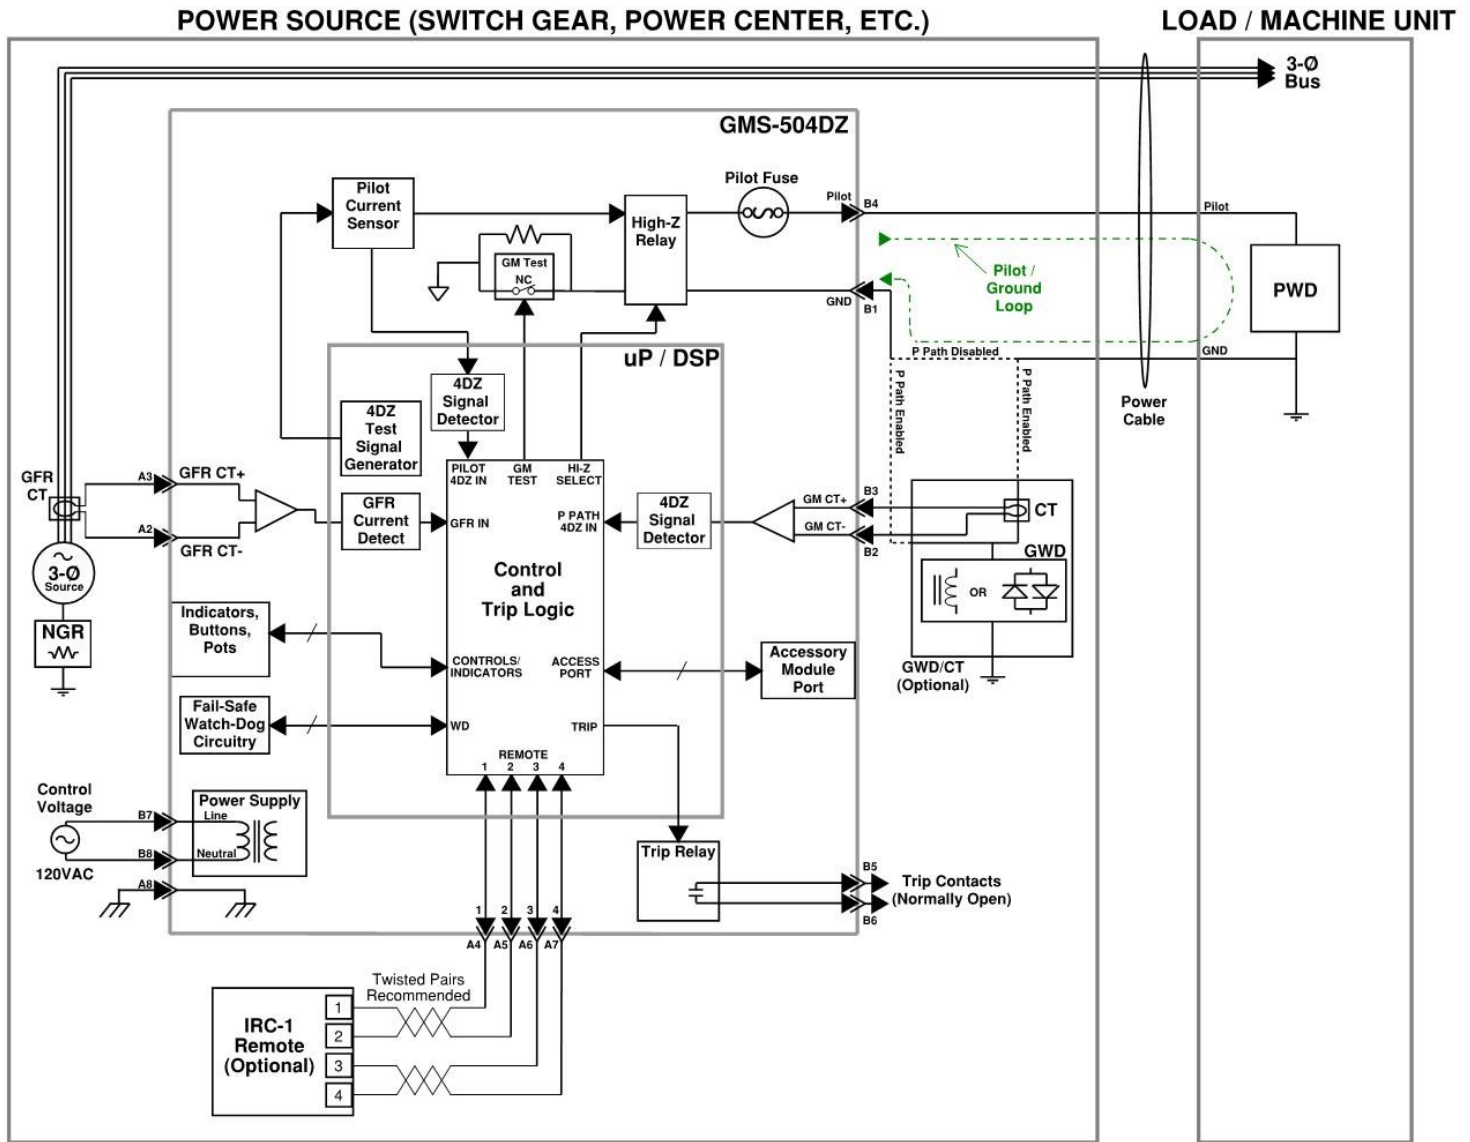 POWER SOURCE (SWITCH GEAR, POWER CENTER, ETC.)
LOAD / MACHINE UNIT
3-Ø
Bus
GMS-504DZ
Pilot
Current
Sensor
High-Z
Relay
Pilot Fuse
Pilot
B4
Pilot
GM Test
NC
GND
B1
Pilot /
Ground
Loop
PWD
uP / DSP
P Path Disabled
GND
P Path Enabled
P Path Enabled
Power
Cable
4DZ
Signal
Detector
4DZ
Test
Signal
Generator
GFR
CT
A3
GFR CT+
A2
GFR CT-
GFR
Current
Detect
PILOT
4DZ IN
GM
TEST
HI-Z
SELECT
GFR IN
P PATH
4DZ IN
4DZ
Signal
Detector
GM CT+
B3
GM CT-
B2
CT
GWD
OR
GWD/CT
(Optional)
3-Ø
Source
NGR
Control
and
Trip Logic
Indicators,
Buttons,
Pots
CONTROLS/
INDICATORS
ACCESS
PORT
Accessory
Module
Port
Fail-Safe
Watch-Dog
Circuitry
WD
TRIP
REMOTE
1 2 3 4
Control
Voltage
120VAC
B7
B8
A8
Power Supply
Line
Neutral
Trip Relay
B5
B6
Trip Contacts
(Normally Open)
1 2 3 4
A4 A5 A6 A7
Twisted Pairs
Recommended
IRC-1
Remote
(Optional)
1
2
3
4